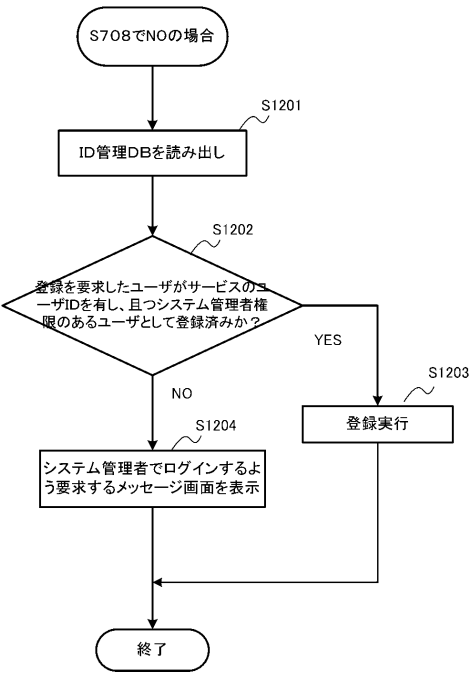 S708でNOの場合
S1201
ID管理DBを読み出し
S1202
登録を要求したユーザがサービスのユ
ーザIDを有し、且つシステム管理者権
限のあるユーザとして登録済みか？
YES
NO
S1203
登録実行
S1204
システム管理者でログインするよ
う要求するメッセージ画面を表示
終了